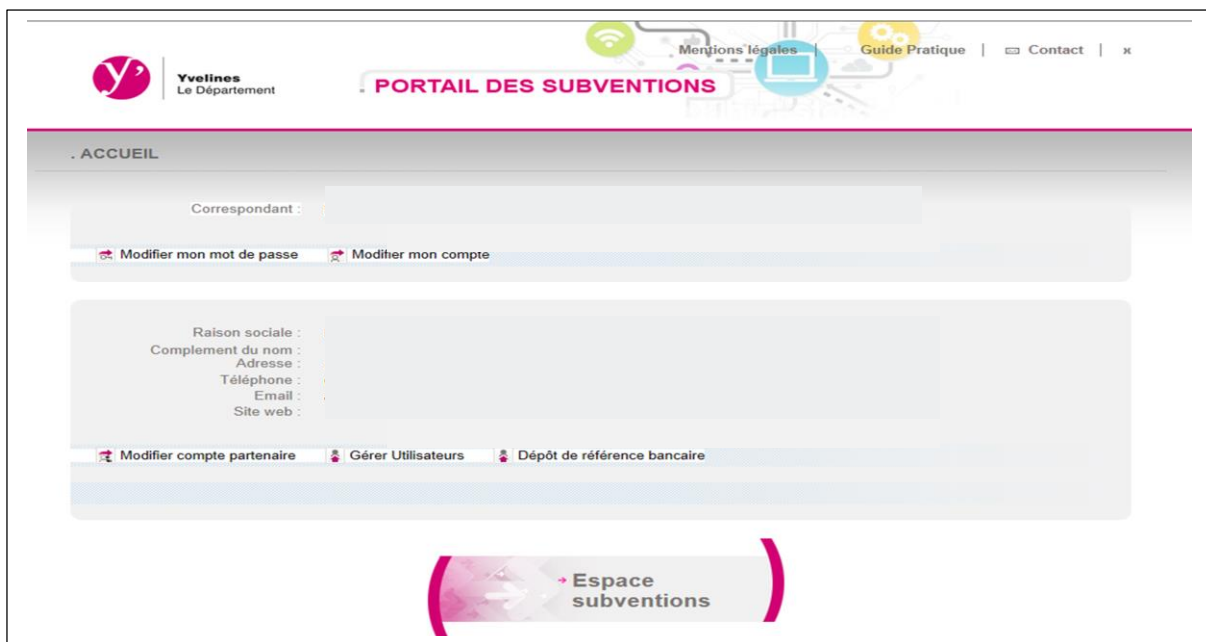 Mentions légales | Guide Pratique | Contact |
Yvelines
Le Département
. PORTAIL DES SUBVENTIONS
. ACCUEIL
Correspondant :
Modifier mon mot de passe Modifier mon compte
Raison sociale :
Complement du nom :
Adresse :
Téléphone :
Email :
Site web :
Modifier compte partenaire Gérer Utilisateurs Dépôt de référence bancaire
Espace
subventions